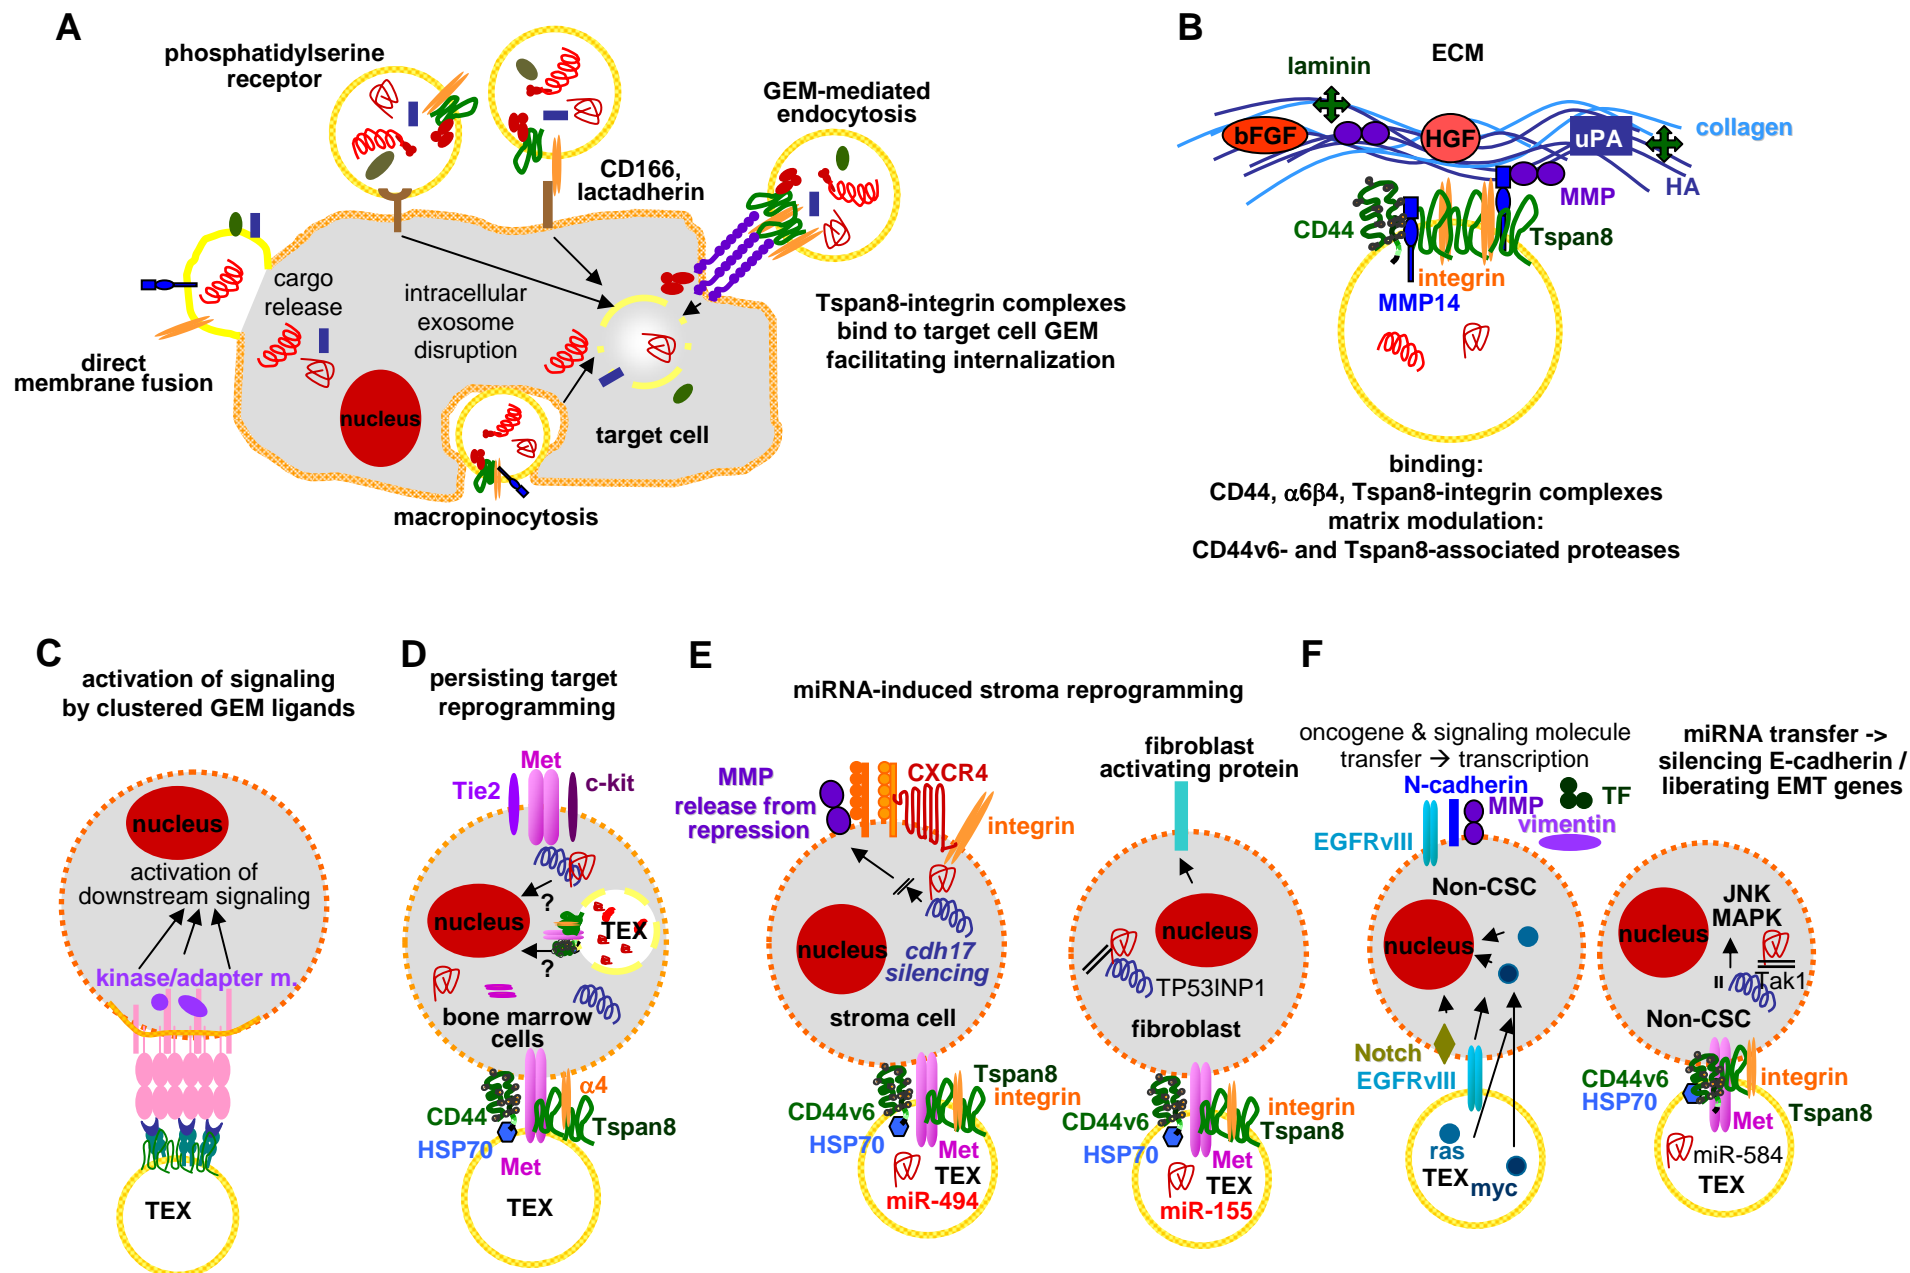 A
phosphatidylserine
receptor
GEM-mediated
endocytosis
CD166,
lactadherin
cargo
release
intracellular
exosome
disruption
direct
membrane fusion
nucleus
target cell
macropinocytosis
Tspan8-integrin complexes
bind to target cell GEM
facilitating internalization
B
ECM
laminin
bFGF
HGF
uPA
collagen
HA
MMP
CD44
Tspan8
integrin
MMP14
binding:
CD44, α6β4, Tspan8-integrin complexes
matrix modulation:
CD44v6- and Tspan8-associated proteases
C
activation of signaling
by clustered GEM ligands
nucleus
activation of
downstream signaling
kinase/adapter m.
TEX
D
persisting target
reprogramming
Met
Tie2
c-kit
nucleus
?
TEX
?
bone marrow
cells
α4
CD44
Tspan8
HSP70
Met
TEX
E
miRNA-induced stroma reprogramming
MMP
release from
repression
CXCR4
integrin
nucleus
cdh17
silencing
stroma cell
Tspan8
integrin
CD44v6
HSP70
Met
TEX
miR-494
fibroblast
activating protein
nucleus
TP53INP1
fibroblast
CD44v6
integrin
Tspan8
HSP70
Met
TEX
miR-155
F
oncogene & signaling molecule
transfer → transcription
N-cadherin
MMP
TF
vimentin
EGFRvIII
Non-CSC
nucleus
Notch
EGFRvIII
ras
TEX
myc
miRNA transfer ->
silencing E-cadherin /
liberating EMT genes
JNK
MAPK
nucleus
Tak1
Non-CSC
CD44v6
HSP70
integrin
Tspan8
Met
miR-584
TEX